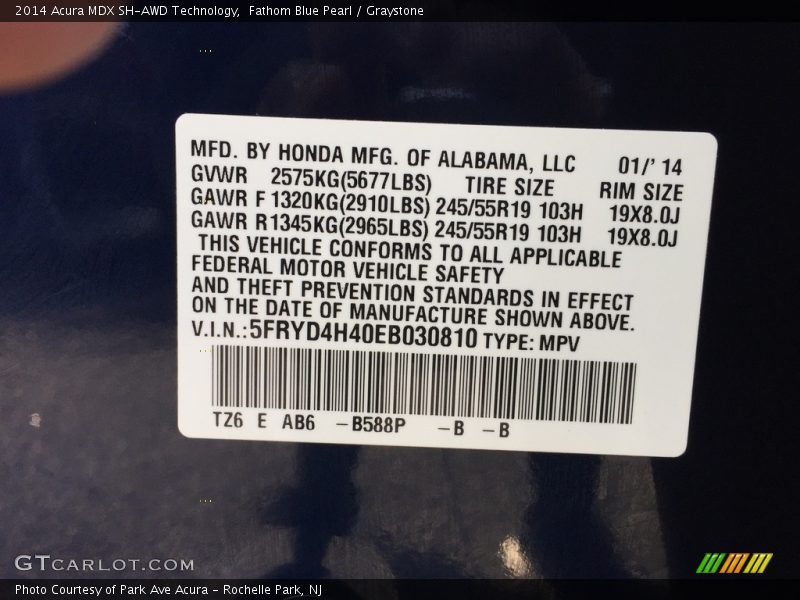 2014 Acura MDX SH-AWD Technology,  Fathom Blue Pearl / Graystone
MFD. BY HONDA MFG. OF ALABAMA, LLC 01/' 14
GVWR 2575KG(5677LBS) TIRE SIZE RIM SIZE
GAWR F 1320KG(2910LBS) 245/55R19 103H 19X8.0J
GAWR R 1345KG(2965LBS) 245/55R19 103H 19X8.0J
THIS VEHICLE CONFORMS TO ALL APPLICABLE
FEDERAL MOTOR VEHICLE SAFETY
AND THEFT PREVENTION STANDARDS IN EFFECT
ON THE DATE OF MANUFACTURE SHOWN ABOVE.
V.I.N.: 5FRYD4H40EB030810 TYPE: MPV
TZ6 E AB6 -B588P -B -B
GTCARLOT.COM
Photo Courtesy of Park Ave Acura - Rochelle Park, NJ